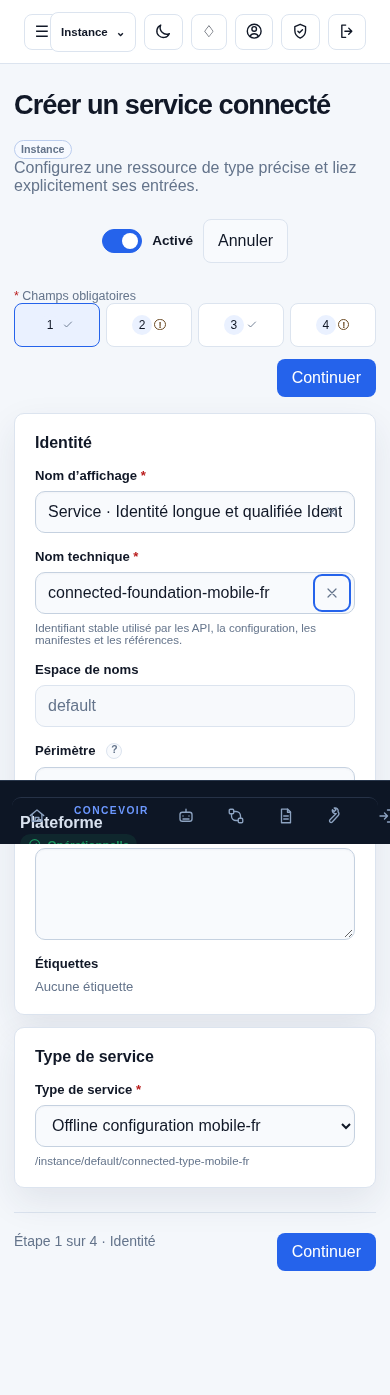 Instance
Créer un service connecté
Instance
Configurez une ressource de type précise et liez
explicitement ses entrées.
Activé
Annuler
* Champs obligatoires
1
2
3
4
Continuer
Identité
Nom d’affichage *
Service · Identité longue et qualifiée Ident
Nom technique *
connected-foundation-mobile-fr
Identifiant stable utilisé par les API, la configuration, les
manifestes et les références.
Espace de noms
default
Périmètre ?
CONCEVOIR
Plateforme
Opérationnelle
Étiquettes
Aucune étiquette
Type de service
Type de service *
Offline configuration mobile-fr
/instance/default/connected-type-mobile-fr
Étape 1 sur 4 · Identité
Continuer